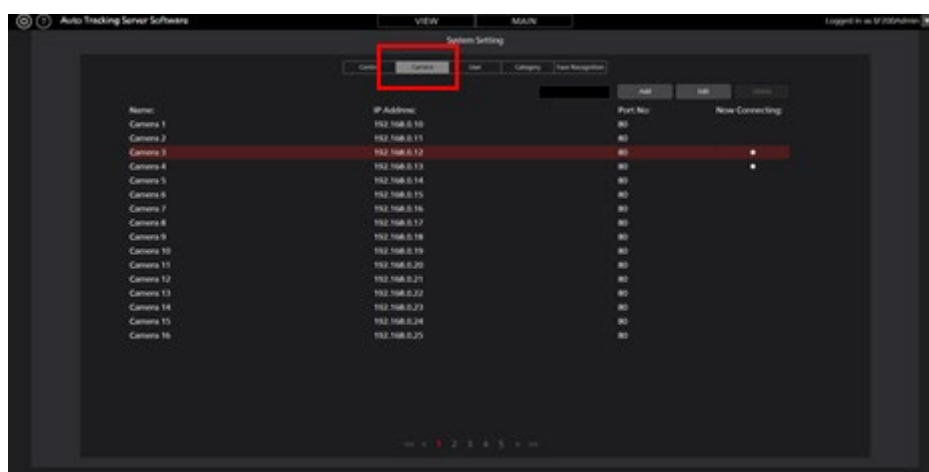 Auto Tracking Server Software VIEW MAIN Logged in as SF200/Admin
System Setting
Camera User Category Face Recognition
Add Edit Delete
Name: IP Address: Port No: Now Connecting:
Camera 1 192.168.0.10 80
Camera 2 192.168.0.11 80
Camera 3 192.168.0.12 80 ●
Camera 4 192.168.0.13 80 ●
Camera 5 192.168.0.14 80
Camera 6 192.168.0.15 80
Camera 7 192.168.0.16 80
Camera 8 192.168.0.17 80
Camera 9 192.168.0.18 80
Camera 10 192.168.0.19 80
Camera 11 192.168.0.20 80
Camera 12 192.168.0.21 80
Camera 13 192.168.0.22 80
Camera 14 192.168.0.23 80
Camera 15 192.168.0.24 80
Camera 16 192.168.0.25 80
<< < 1 2 3 4 5 > >>